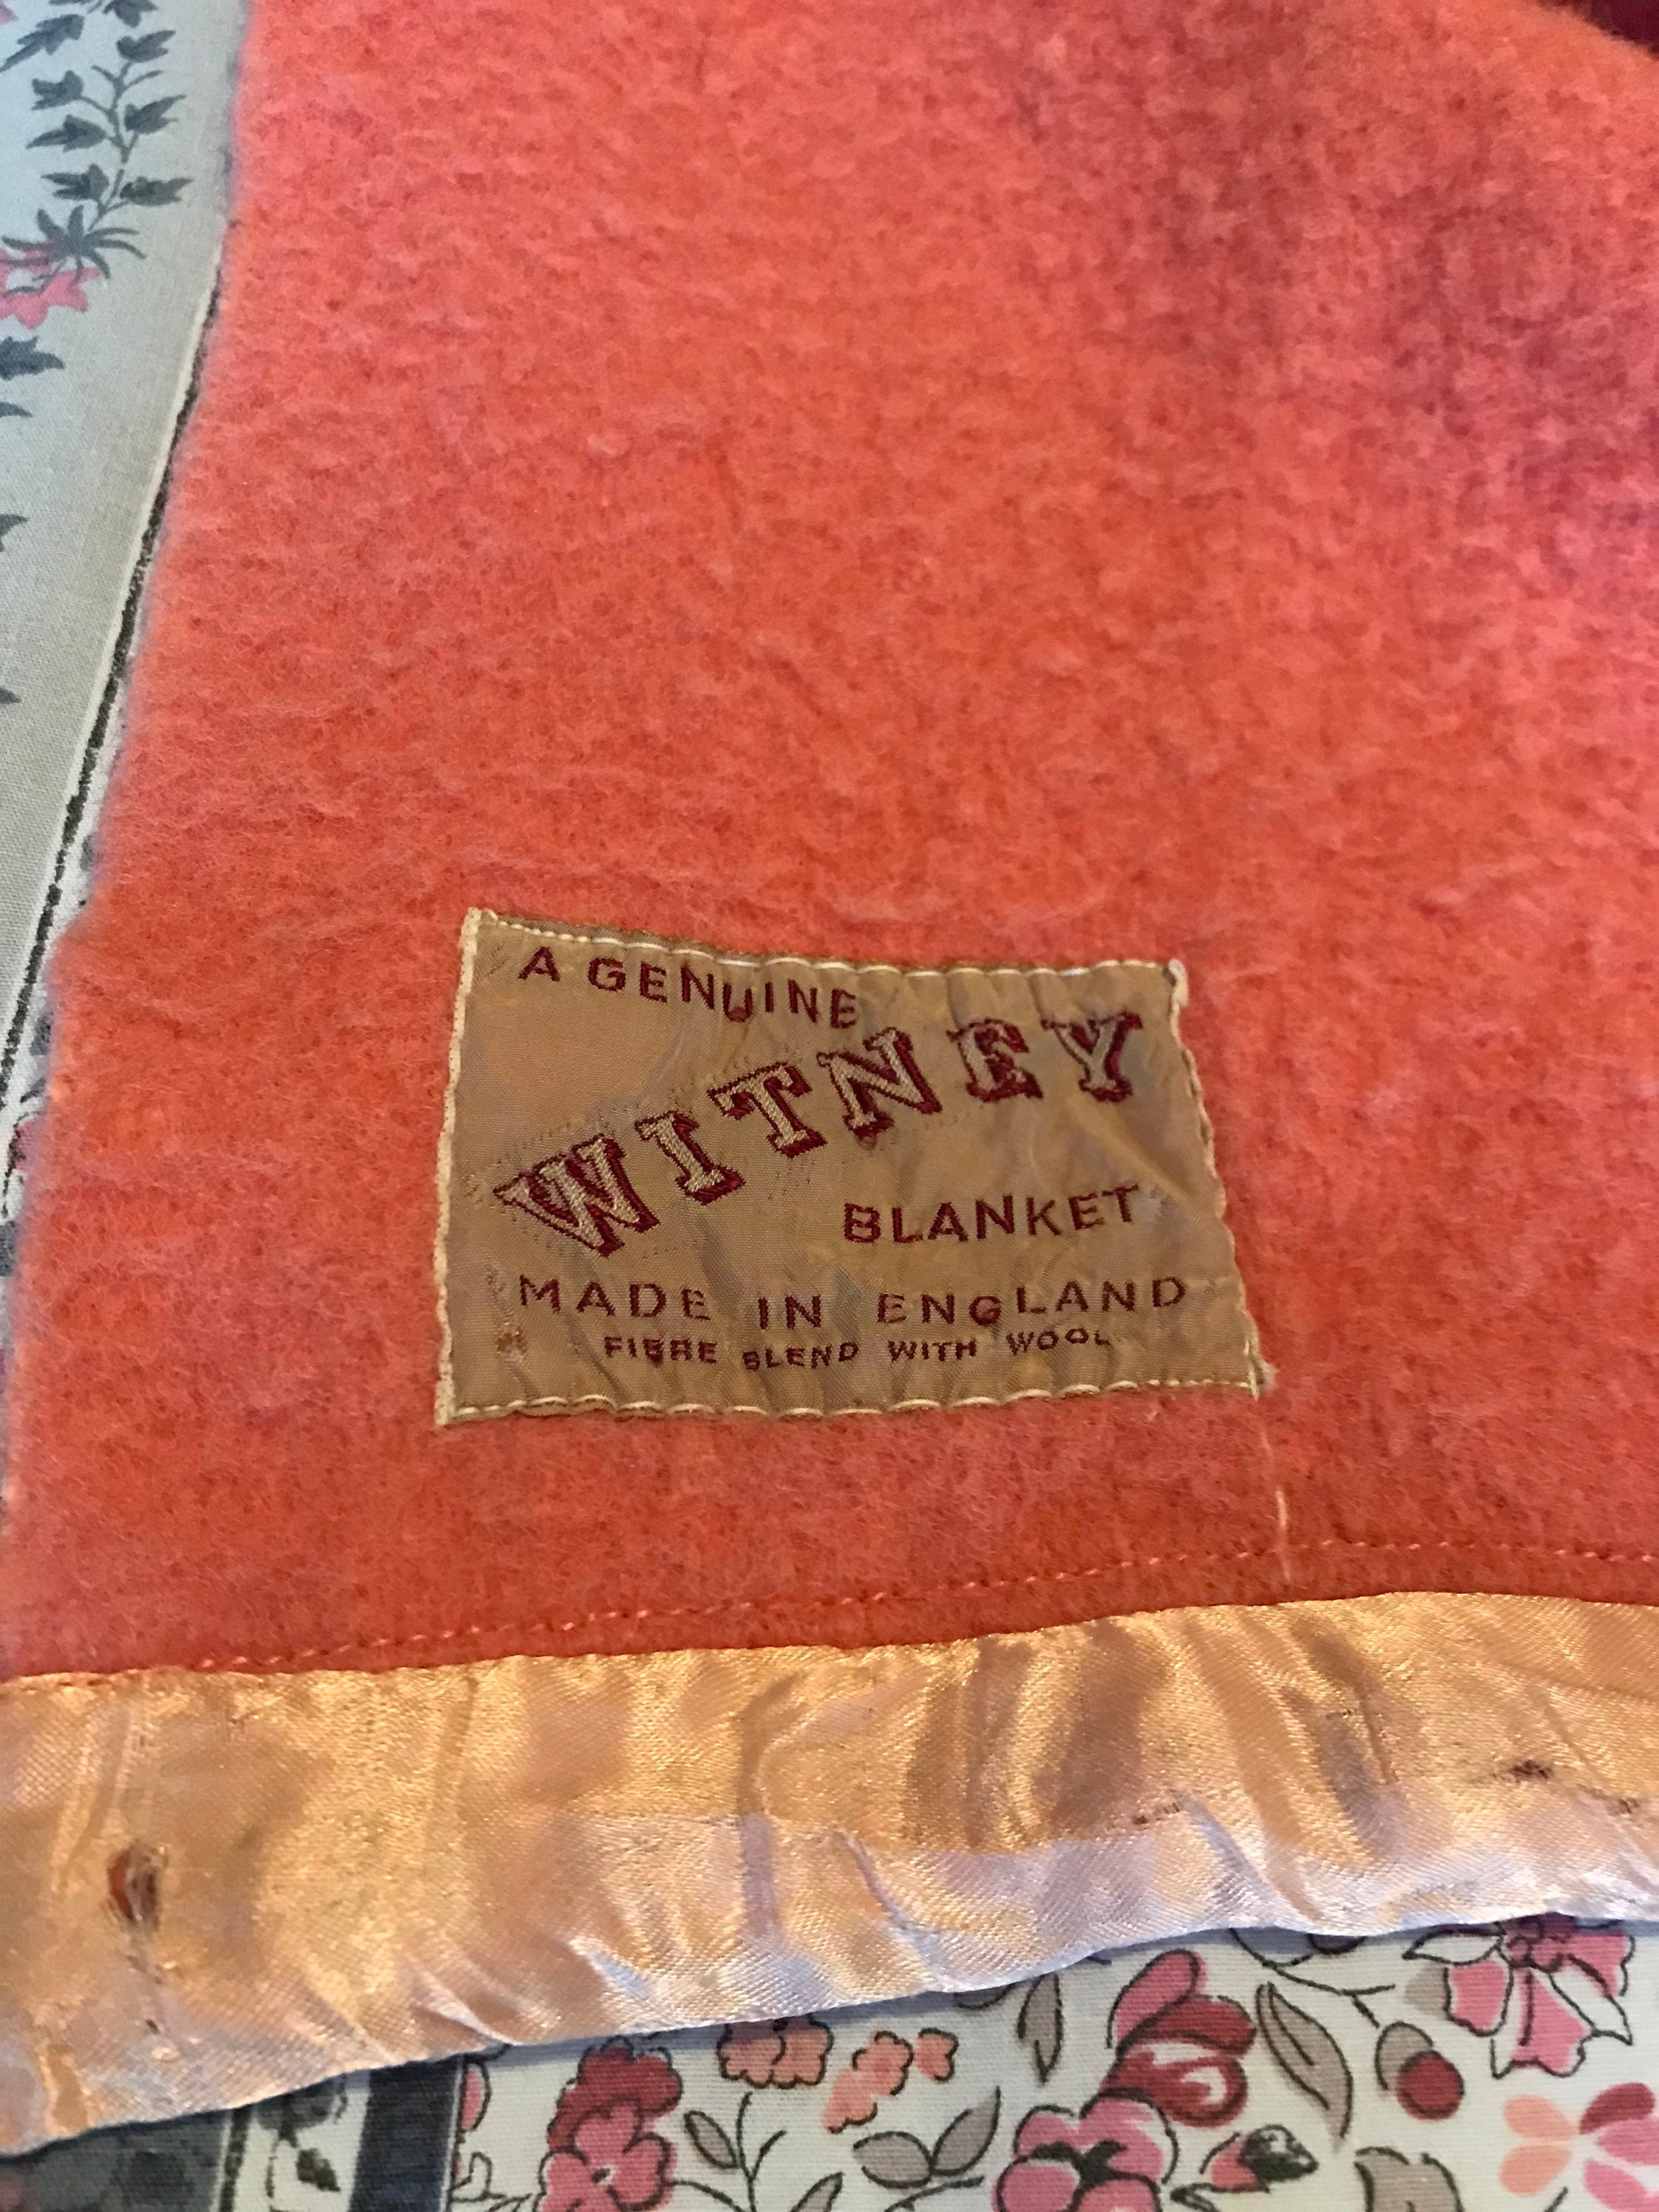 A GENUINE
WITNEY
BLANKET
MADE IN ENGLAND
FIBRE BLEND WITH WOOL.